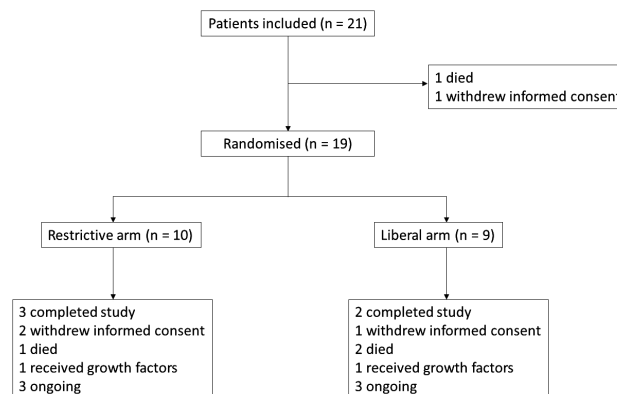 Patients included (n = 21)
1 died
1 withdrew informed consent
Randomised (n = 19)
Restrictive arm (n = 10)
Liberal arm (n = 9)
3 completed study
2 withdrew informed consent
1 died
1 received growth factors
3 ongoing
2 completed study
1 withdrew informed consent
2 died
1 received growth factors
3 ongoing